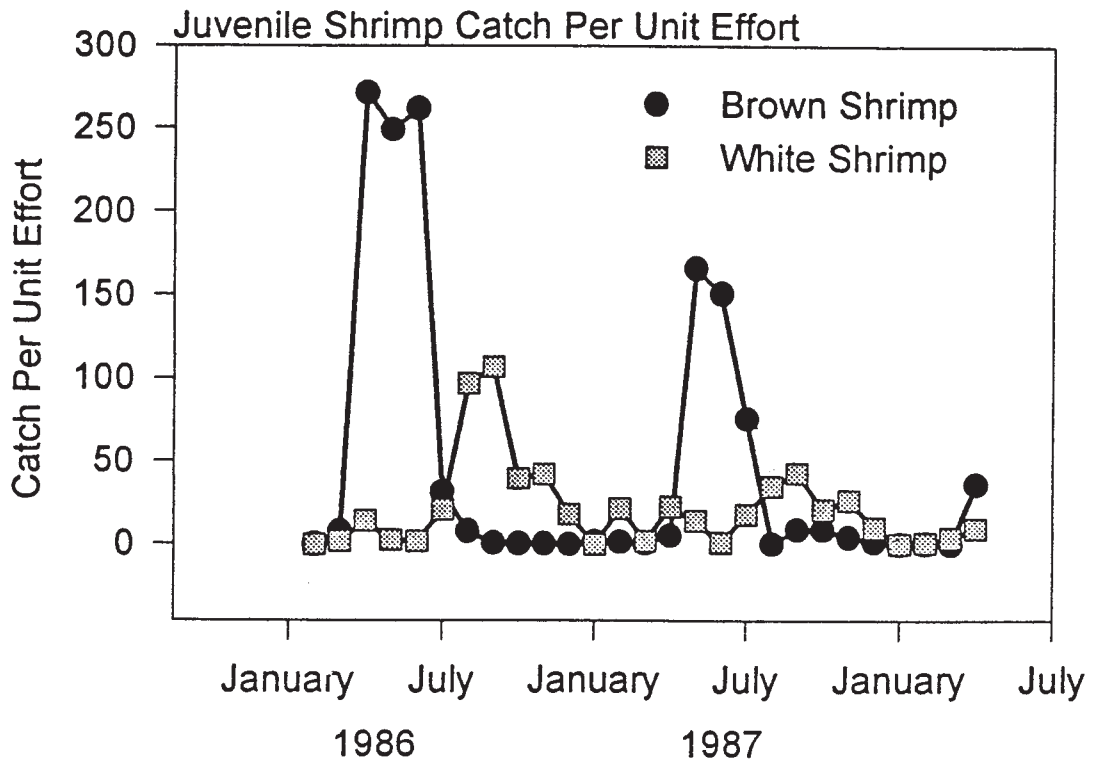 Juvenile Shrimp Catch Per Unit Effort
300
250
200
150
100
50
0
Catch Per Unit Effort
Brown Shrimp
White Shrimp
January July January July January July
1986 1987